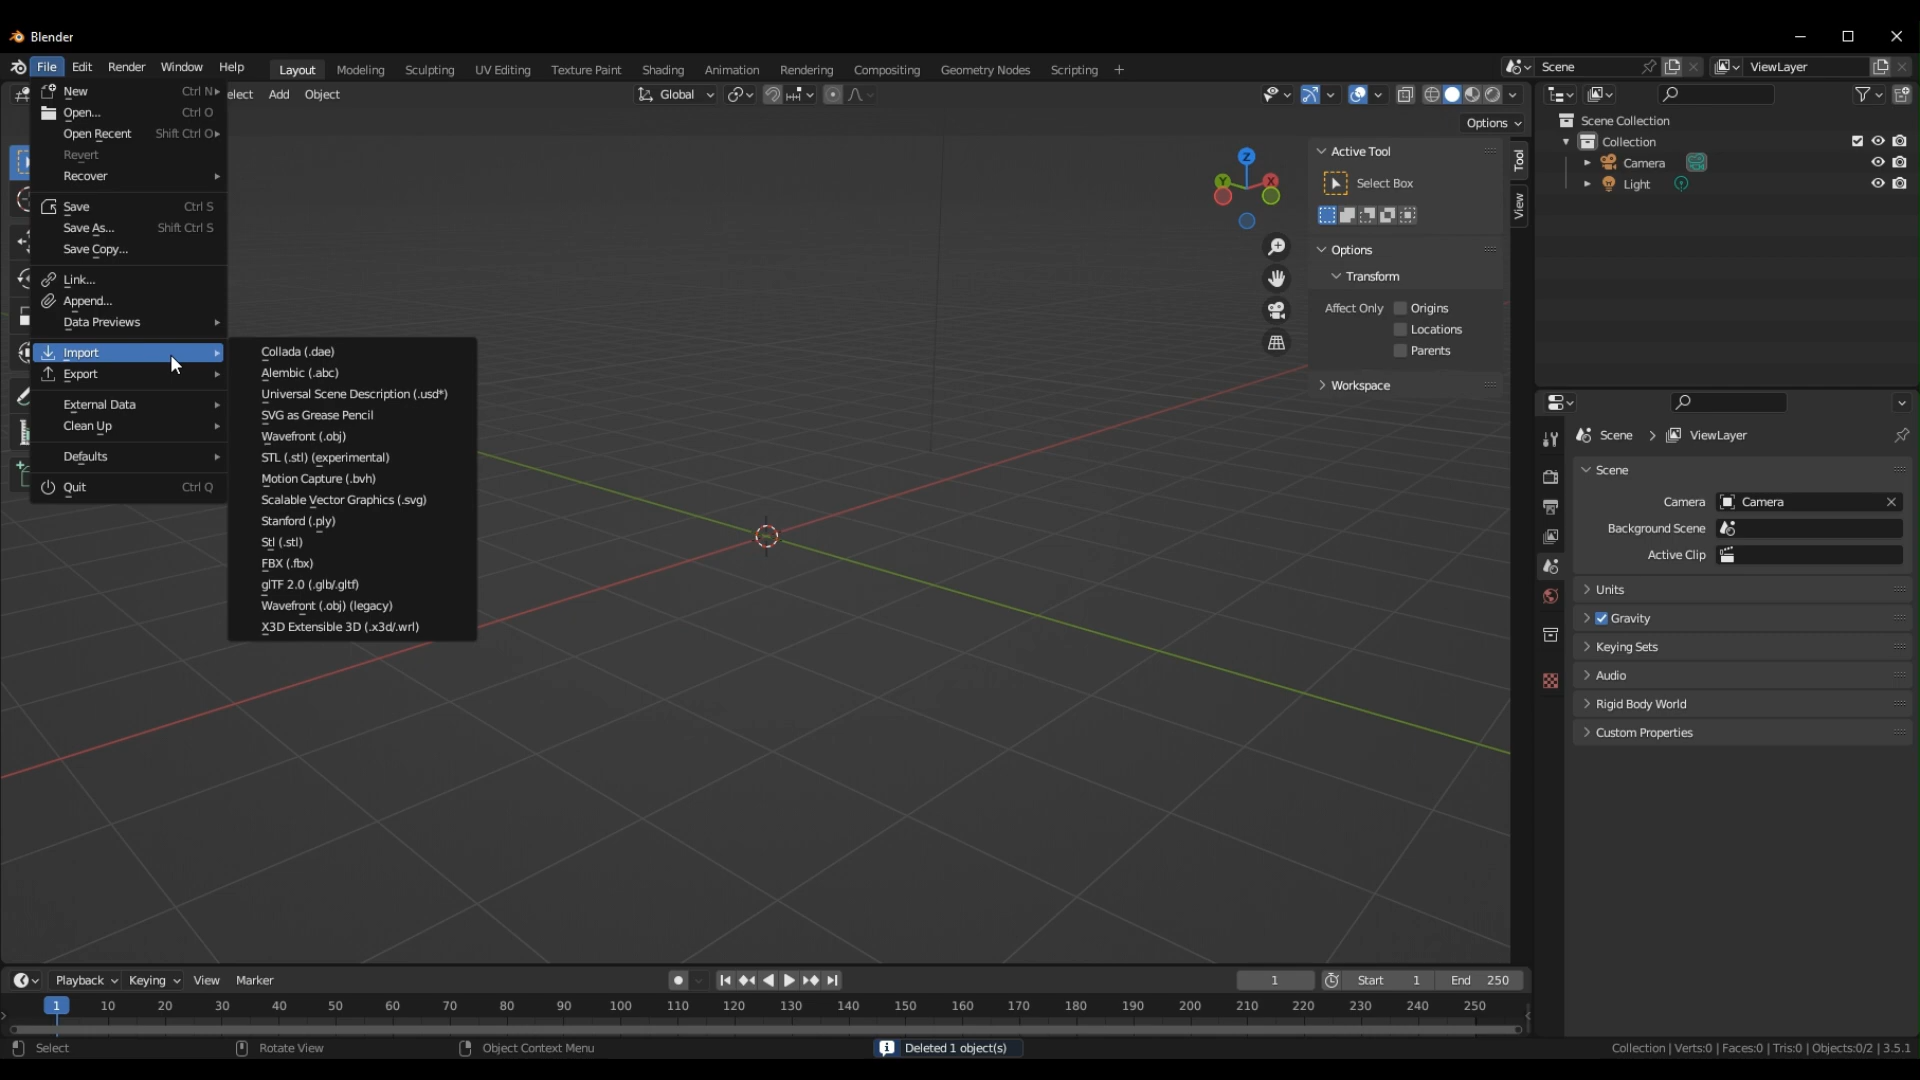 Blender
File Edit Render Window Help Layout Modeling Sculpting UV Editing Texture Paint Shading Animation Rendering Compositing Geometry Nodes Scripting + Scene ViewLayer
elect Add Object Global
Options
New Ctrl N
Open... Ctrl O
Open Recent Shift Ctrl O
Revert
Recover
Save Ctrl S
Save As... Shift Ctrl S
Save Copy...
Link...
Append...
Data Previews
Import
Export
External Data
Clean Up
Defaults
Quit Ctrl Q
Collada (.dae)
Alembic (.abc)
Universal Scene Description (.usd*)
SVG as Grease Pencil
Wavefront (.obj)
STL (.stl) (experimental)
Motion Capture (.bvh)
Scalable Vector Graphics (.svg)
Stanford (.ply)
Stl (.stl)
FBX (.fbx)
glTF 2.0 (.glb/.gltf)
Wavefront (.obj) (legacy)
X3D Extensible 3D (.x3d/.wrl)
Z
Y X
Active Tool
Select Box
Options
Transform
Affect Only Origins
Locations
Parents
Workspace
Tool
View
Scene Collection
Collection
Camera
Light
Scene > ViewLayer
Scene
Camera Camera
Background Scene
Active Clip
Units
Gravity
Keying Sets
Audio
Rigid Body World
Custom Properties
Playback Keying View Marker 1 Start 1 End 250
1 10 20 30 40 50 60 70 80 90 100 110 120 130 140 150 160 170 180 190 200 210 220 230 240 250
Select Rotate View Object Context Menu Deleted 1 object(s) Collection | Verts:0 | Faces:0 | Tris:0 | Objects:0/2 | 3.5.1